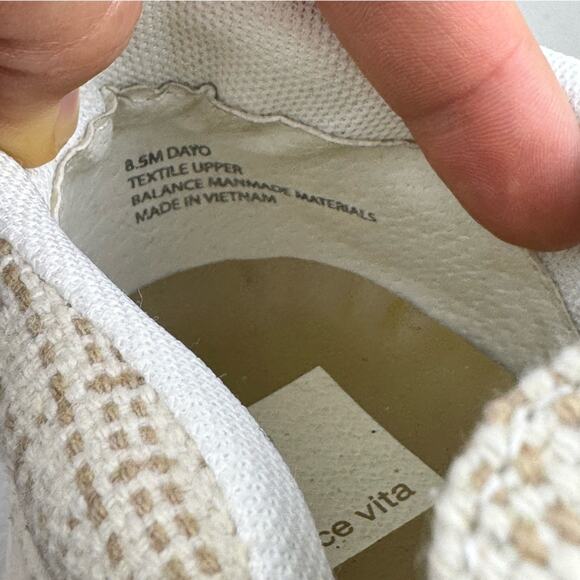 8.5M DAYO
TEXTILE UPPER
BALANCE MANMADE MATERIALS
MADE IN VIETNAM
ce vita